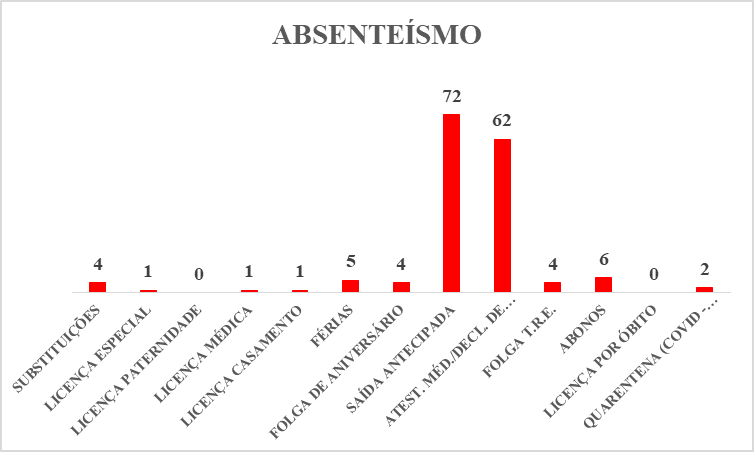 ABSENTEÍSMO
4
1
0
1
1
5
4
72
62
4
6
0
2
SUBSTITUIÇÕES
LICENÇA ESPECIAL
LICENÇA PATERNIDADE
LICENÇA MÉDICA
LICENÇA CASAMENTO
FÉRIAS
FOLGA DE ANIVERSÁRIO
SAÍDA ANTECIPADA
ATEST. MÉD./DECL. DE…
FOLGA T.R.E.
ABONOS
LICENÇA POR ÓBITO
QUARENTENA (COVID -…